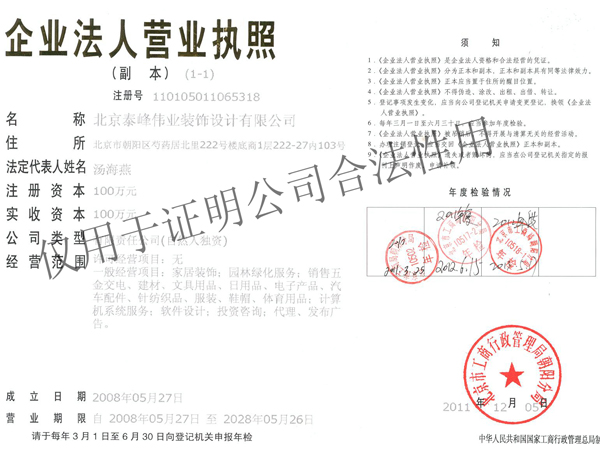 企业法人营业执照
(副 本) (1-1)
注册号 110105011065318
名 称 北京泰峰伟业装饰设计有限公司
住 所 北京市朝阳区芍药居北里222号楼底商1层222-27内103号
法定代表人姓名 汤海燕
注册资本 100万元
实收资本 100万元
公司类型 有限责任公司(自然人独资)
经营范围 许可经营项目:无
一般经营项目:家居装饰;园林绿化服务;销售五
金交电、建材、文具用品、日用品、电子产品、汽
车配件、针纺织品、服装、鞋帽、体育用品;计算
机系统服务;软件设计;投资咨询;代理、发布广
告。
成立日期 2008年05月27日
营业期限 自 2008年05月27日 至 2028年05月26日
请于每年3月1日至6月30日向登记机关申报年检
仅用于证明公司合法性用
须 知
1.《企业法人营业执照》是企业法人资格和合法经营的凭证。
2.《企业法人营业执照》分为正本和副本,正本和副本具有同等法律效力。
3.《企业法人营业执照》正本应当置于住所的醒目位置。
4.《企业法人营业执照》不得伪造、涂改、出租、出借、转让。
5. 登记事项发生变化,应当向公司登记机关申请变更登记,换领《企业法
人营业执照》。
6. 每年三月一日至六月三十日,应当参加年度检验。
7.《企业法人营业执照》被吊销后,不得开展与清算无关的经营活动。
8. 办理注销登记,应当交回《企业法人营业执照》正本和副本。
9.《企业法人营业执照》遗失或者毁坏的,应当在公司登记机关指定的报
刊上声明作废,申请补领。
年度检验情况
2012.6.15
北京市工商行政管理局朝阳分局
2011 年 12 月 05 日
中华人民共和国国家工商行政管理总局制